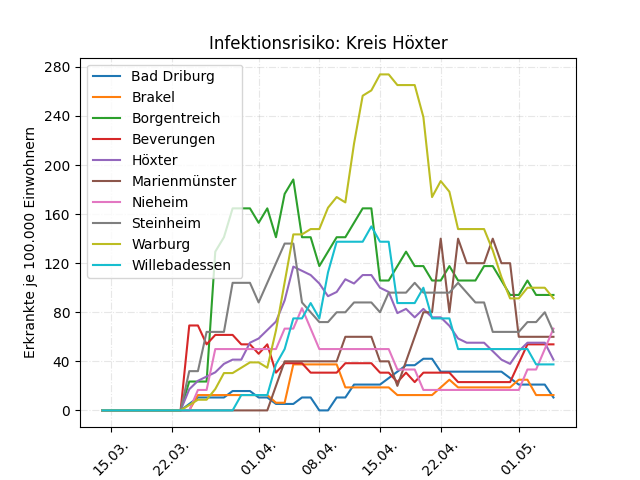 Infektionsrisiko: Kreis Höxter
Erkrankte je 100.000 Einwohnern
280
240
200
160
120
80
40
0
Bad Driburg
Brakel
Borgentreich
Beverungen
Höxter
Marienmünster
Nieheim
Steinheim
Warburg
Willebadessen
15.03.
22.03.
01.04.
08.04.
15.04.
22.04.
01.05.